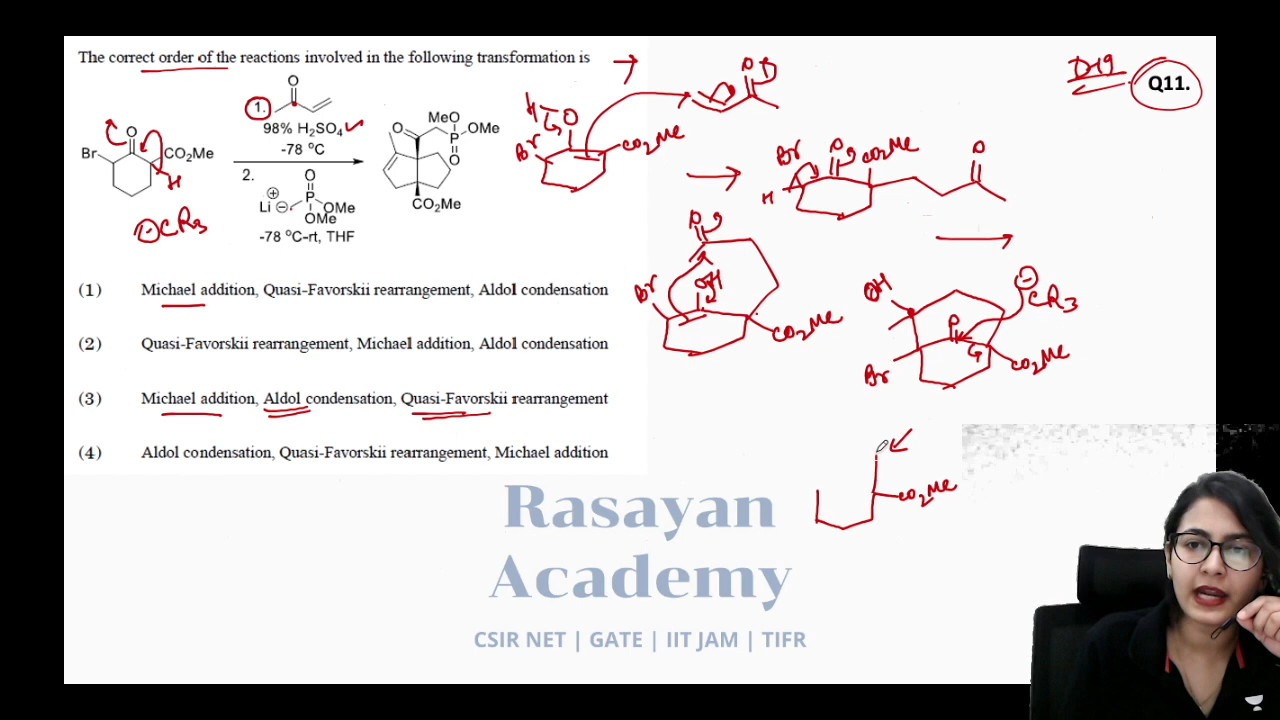 The correct order of the reactions involved in the following transformation is
D-19
Q11.
O
1.
98% H2SO4
-78 °C
Br
O
CO2Me
H
2.
O
P
Li
⊕
⊖
OMe
OMe
-78 °C-rt, THF
⊖CR3
MeO
O
OMe
P
O
CO2Me
H
O
Br
CO2Me
O
Br
O
CO2Me
O
H
O
Br
OH
CO2Me
OH
O
⊖
CR3
Br
CO2Me
(1) Michael addition, Quasi-Favorskii rearrangement, Aldol condensation
(2) Quasi-Favorskii rearrangement, Michael addition, Aldol condensation
(3) Michael addition, Aldol condensation, Quasi-Favorskii rearrangement
(4) Aldol condensation, Quasi-Favorskii rearrangement, Michael addition
CO2Me
Rasayan
Academy
CSIR NET | GATE | IIT JAM | TIFR